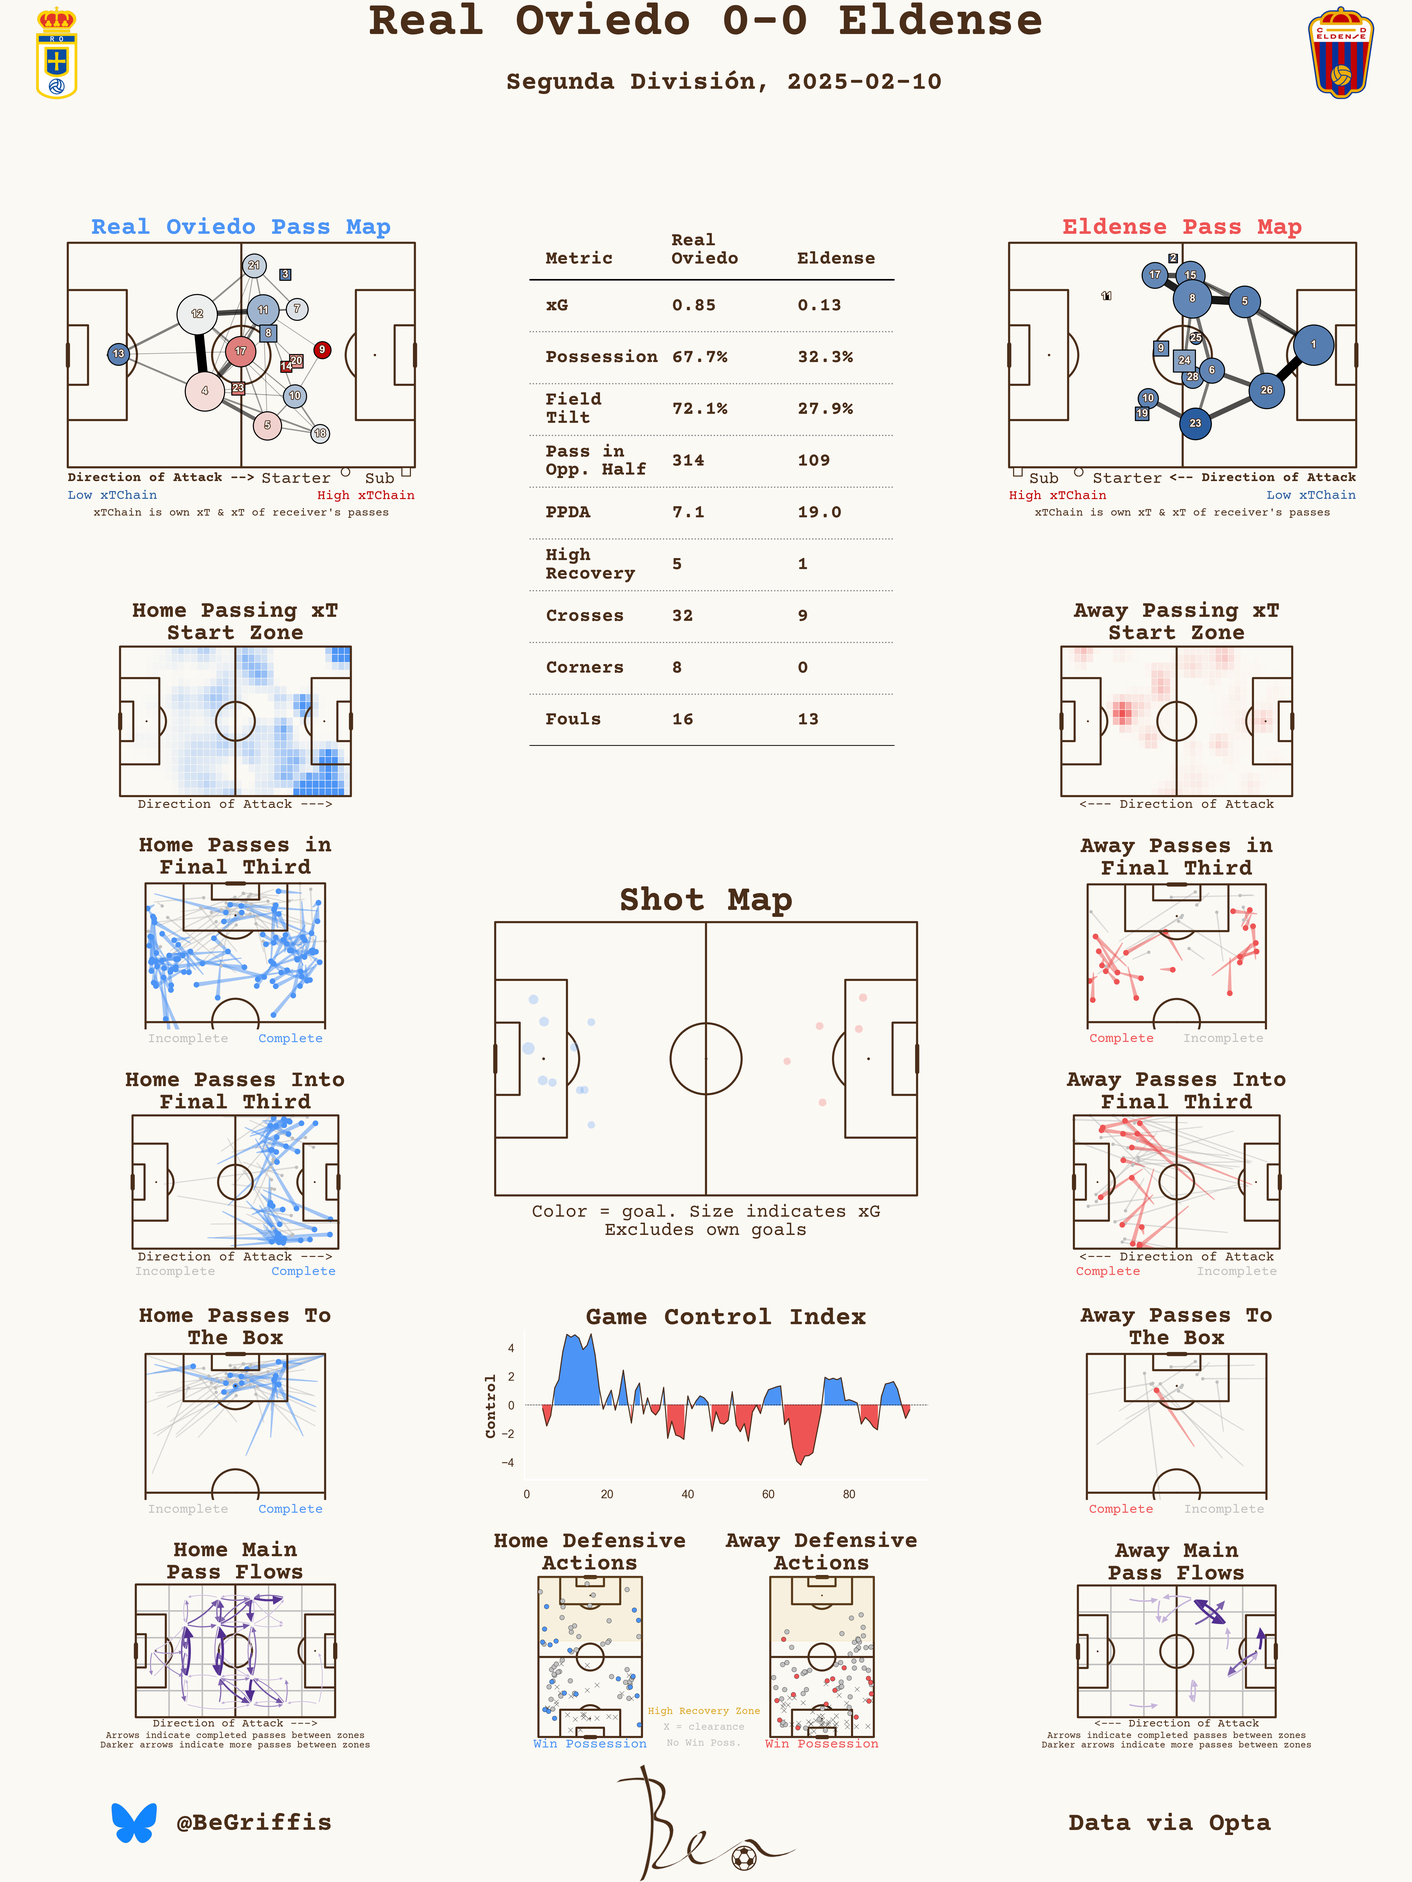 Real Oviedo 0-0 Eldense
Segunda División, 2025-02-10
R O
C D
ELDENSE
Real Oviedo Pass Map
21
3
12
11
7
8
13
17
9
20
14
4
23
10
5
18
Direction of Attack --> Starter Sub
Low xTChain High xTChain
xTChain is own xT & xT of receiver's passes
Metric Real Oviedo Eldense
xG 0.85 0.13
Possession 67.7% 32.3%
Field Tilt 72.1% 27.9%
Pass in Opp. Half 314 109
PPDA 7.1 19.0
High Recovery 5 1
Crosses 32 9
Corners 8 0
Fouls 16 13
Eldense Pass Map
2
17
15
11
8
5
25
9
1
24
6
28
26
10
19
23
Sub Starter <-- Direction of Attack
High xTChain Low xTChain
xTChain is own xT & xT of receiver's passes
Home Passing xT
Start Zone
Direction of Attack --->
Away Passing xT
Start Zone
<--- Direction of Attack
Home Passes in
Final Third
Incomplete Complete
Away Passes in
Final Third
Complete Incomplete
Shot Map
Color = goal. Size indicates xG
Excludes own goals
Home Passes Into
Final Third
Direction of Attack --->
Incomplete Complete
Away Passes Into
Final Third
<--- Direction of Attack
Complete Incomplete
Home Passes To
The Box
Incomplete Complete
Game Control Index
Control
4
2
0
−2
−4
0 20 40 60 80
Away Passes To
The Box
Complete Incomplete
Home Main
Pass Flows
Direction of Attack --->
Arrows indicate completed passes between zones
Darker arrows indicate more passes between zones
Home Defensive
Actions
Win Possession
High Recovery Zone
X = clearance
No Win Poss.
Away Defensive
Actions
Win Possession
Away Main
Pass Flows
<--- Direction of Attack
Arrows indicate completed passes between zones
Darker arrows indicate more passes between zones
@BeGriffis
Ben
Data via Opta